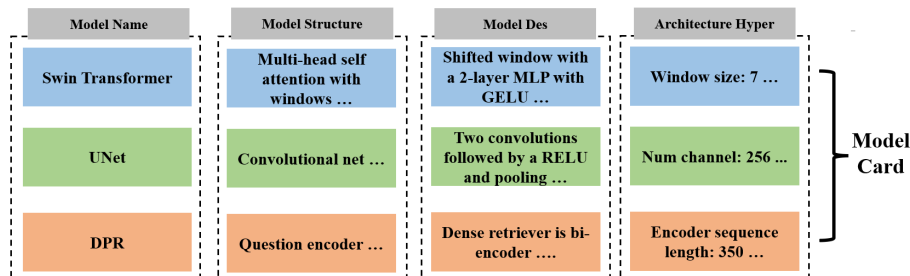 Model Name
Model Structure
Model Des
Architecture Hyper
Swin Transformer
Multi-head self
attention with
windows …
Shifted window with
a 2-layer MLP with
GELU …
Window size: 7 …
UNet
Convolutional net …
Two convolutions
followed by a RELU
and pooling …
Num channel: 256 ...
DPR
Question encoder …
Dense retriever is bi-
encoder ….
Encoder sequence
length: 350 …
Model
Card